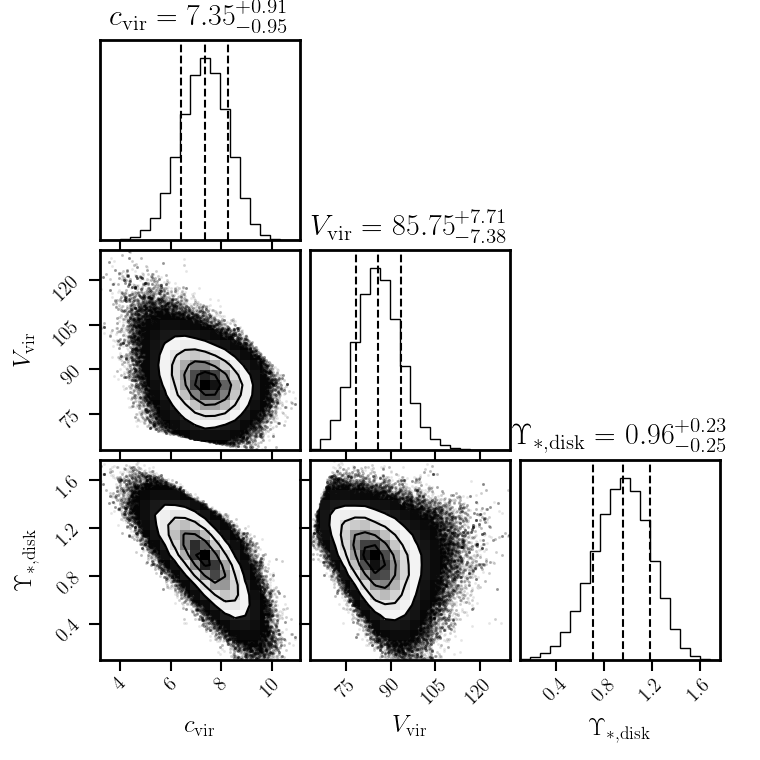 c_vir = 7.35 +0.91 −0.95
V_vir = 85.75 +7.71 −7.38
V_vir
120
105
90
75
Υ_∗,disk = 0.96 +0.23 −0.25
Υ_∗,disk
1.6
1.2
0.8
0.4
4 6 8 10
75 90 105 120
0.4 0.8 1.2 1.6
c_vir
V_vir
Υ_∗,disk